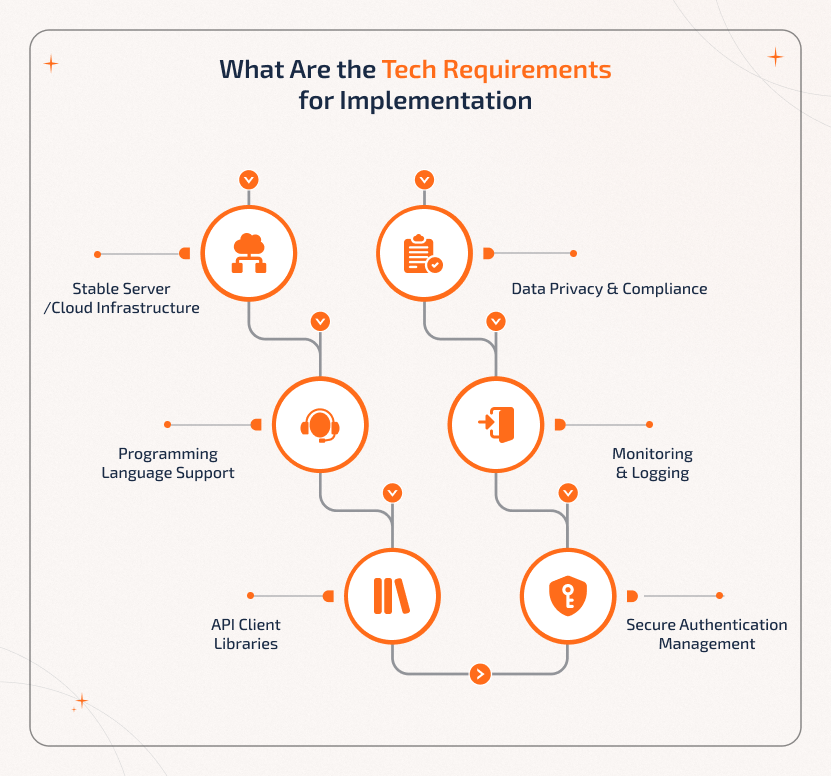 What Are the Tech Requirements
for Implementation
Stable Server
/Cloud Infrastructure
Data Privacy & Compliance
Programming
Language Support
Monitoring
& Logging
API Client
Libraries
Secure Authentication
Management